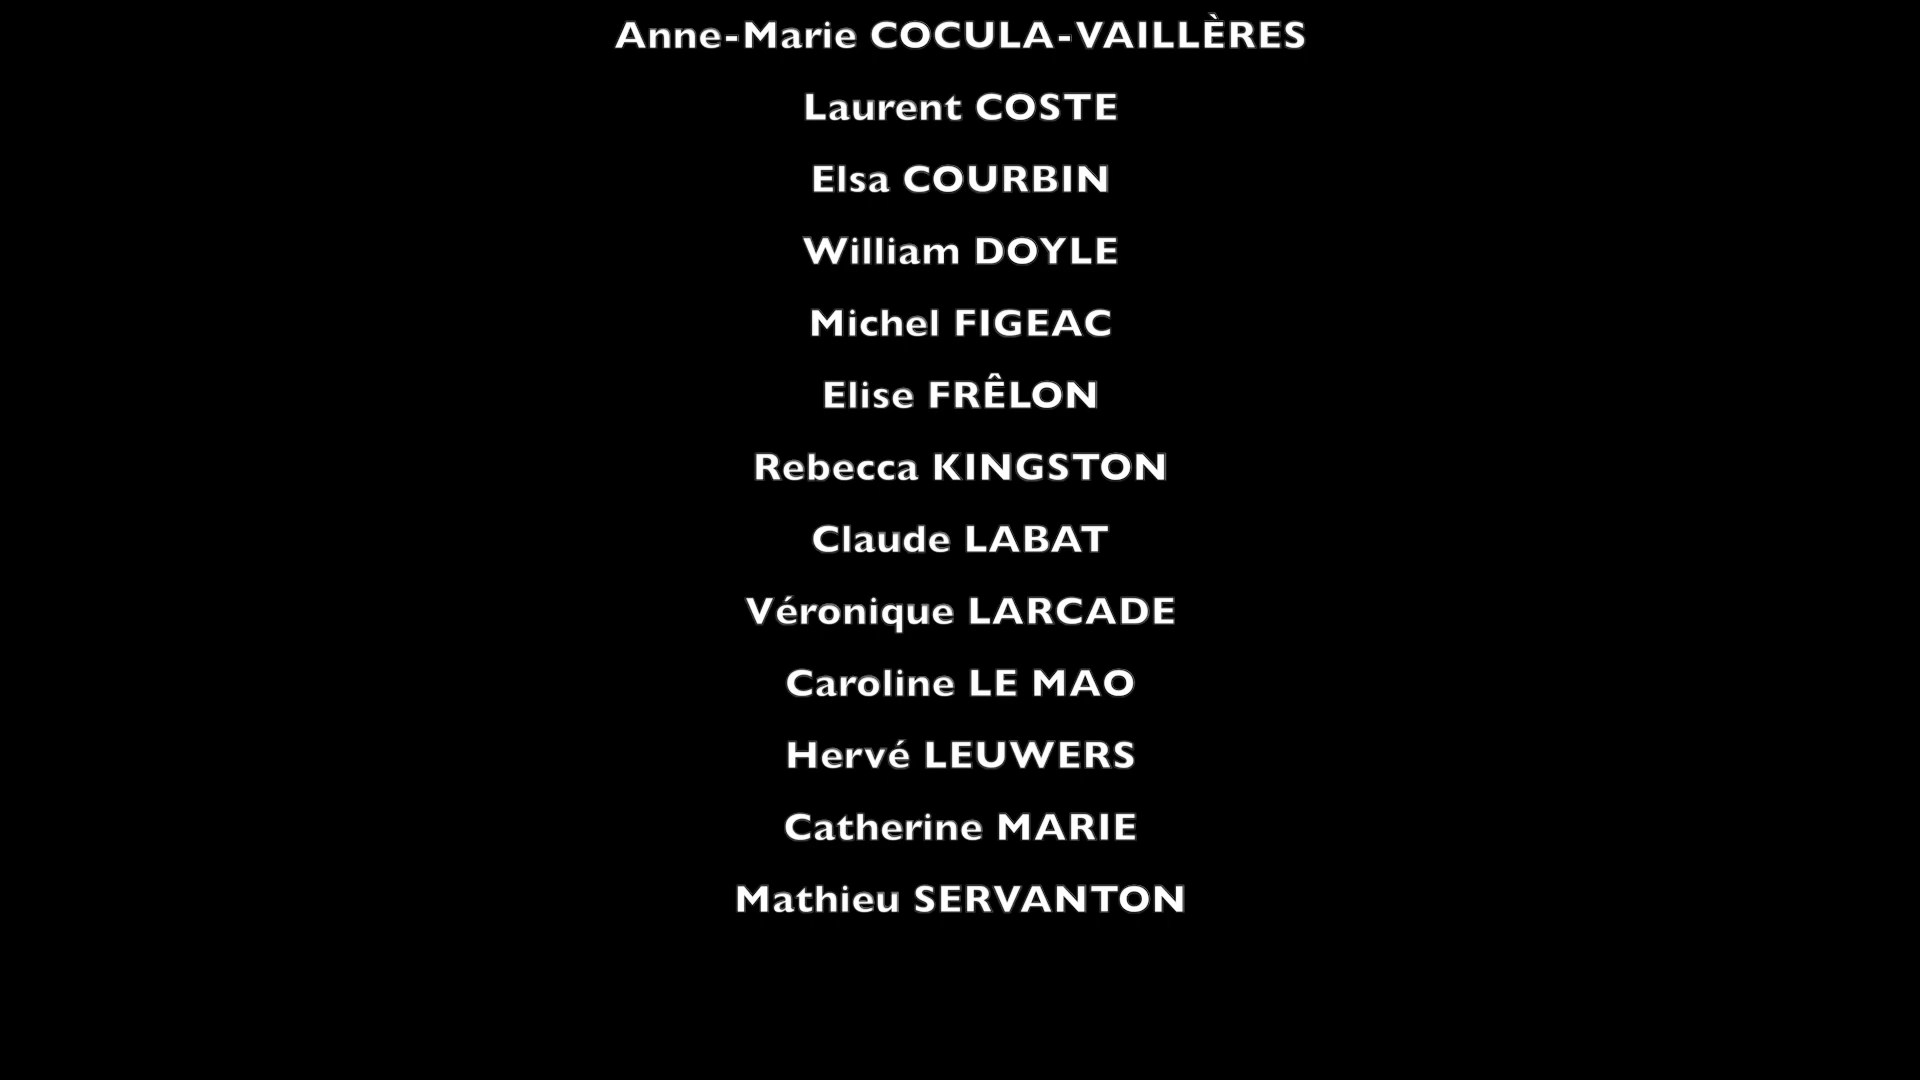 Anne-Marie COCULA-VAILLÈRES
Laurent COSTE
Elsa COURBIN
William DOYLE
Michel FIGEAC
Elise FRÊLON
Rebecca KINGSTON
Claude LABAT
Véronique LARCADE
Caroline LE MAO
Hervé LEUWERS
Catherine MARIE
Mathieu SERVANTON